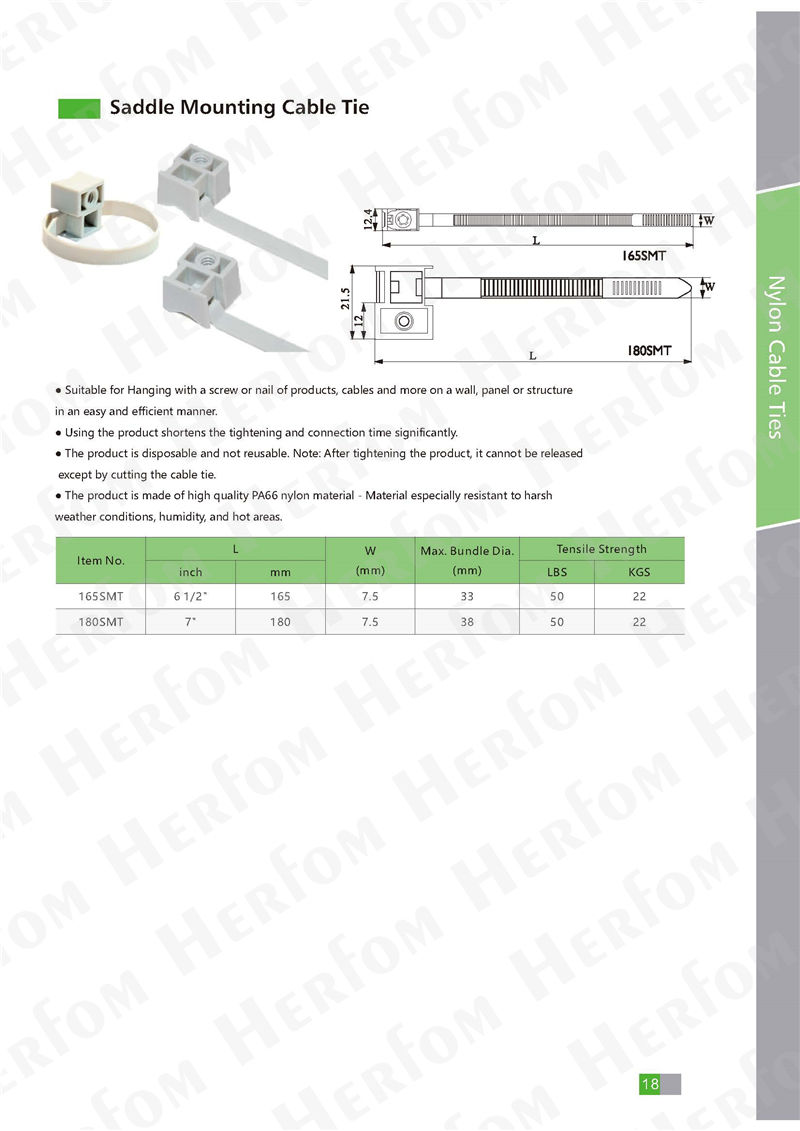 Saddle Mounting Cable Tie
12.4
W
L
165SMT
21.5
12
W
L
180SMT
● Suitable for Hanging with a screw or nail of products, cables and more on a wall, panel or structure
in an easy and efficient manner.
● Using the product shortens the tightening and connection time significantly.
● The product is disposable and not reusable. Note: After tightening the product, it cannot be released
except by cutting the cable tie.
● The product is made of high quality PA66 nylon material - Material especially resistant to harsh
weather conditions, humidity, and hot areas.
Item No. L W (mm) Max. Bundle Dia. (mm) Tensile Strength
inch mm LBS KGS
165SMT 6 1/2" 165 7.5 33 50 22
180SMT 7" 180 7.5 38 50 22
Nylon Cable Ties
18
HERFOM